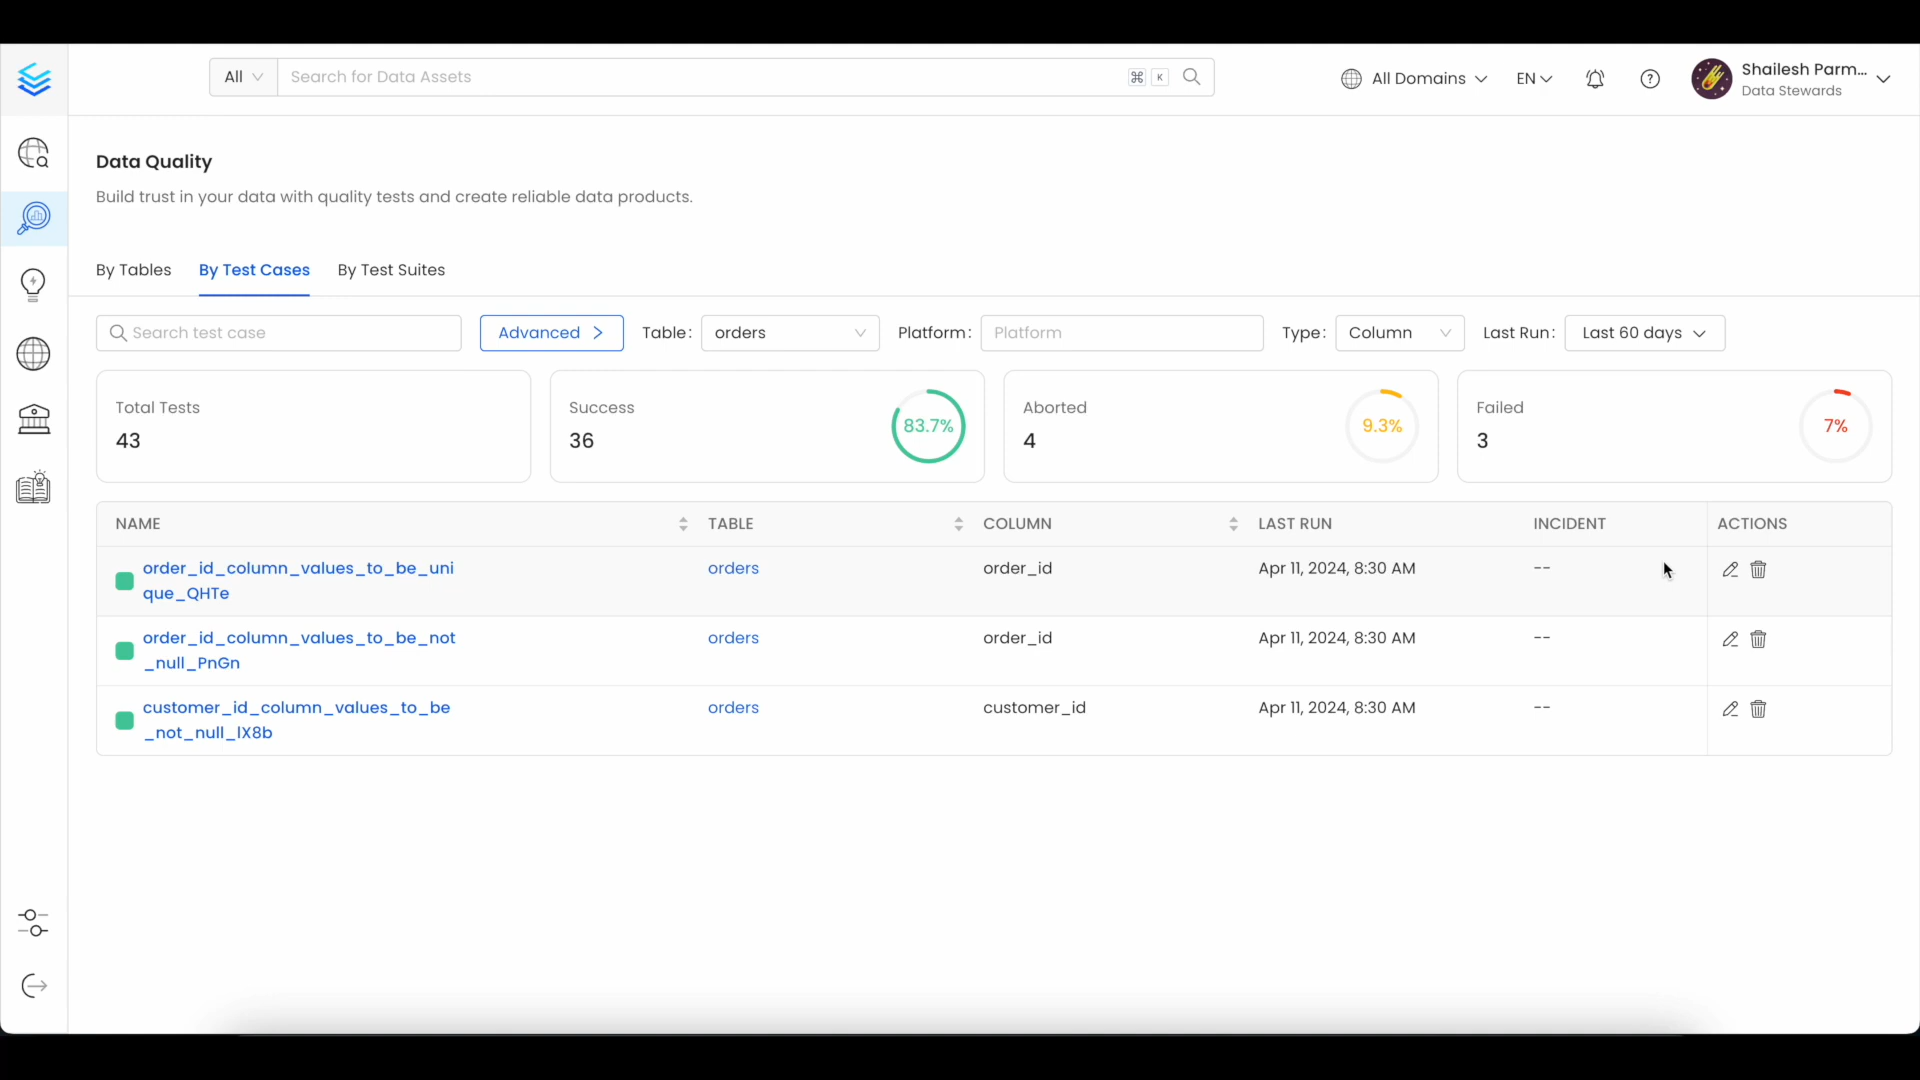 All
Search for Data Assets
⌘ K
All Domains
EN
Shailesh Parm...
Data Stewards
Data Quality
Build trust in your data with quality tests and create reliable data products.
By Tables By Test Cases By Test Suites
Search test case Advanced Table: orders Platform: Platform Type: Column Last Run: Last 60 days
Total Tests
43
Success
36
83.7%
Aborted
4
9.3%
Failed
3
7%
NAME TABLE COLUMN LAST RUN INCIDENT ACTIONS
order_id_column_values_to_be_uni
que_QHTe
orders order_id Apr 11, 2024, 8:30 AM --
order_id_column_values_to_be_not
_null_PnGn
orders order_id Apr 11, 2024, 8:30 AM --
customer_id_column_values_to_be
_not_null_lX8b
orders customer_id Apr 11, 2024, 8:30 AM --